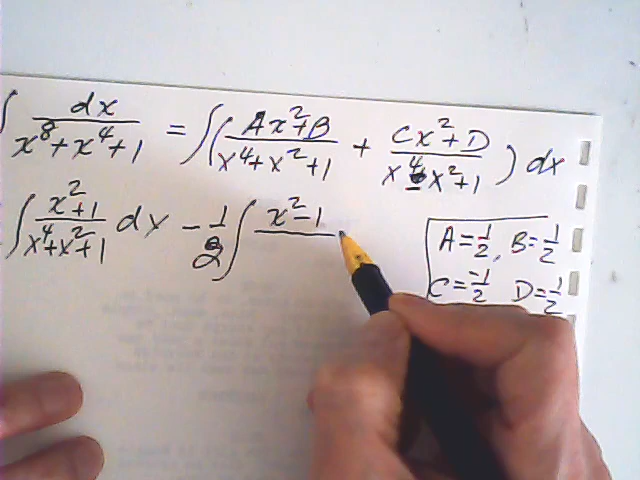 ∫ dx/(x⁸+x⁴+1) = ∫( (Ax²+B)/(x⁴+x²+1) + (Cx²+D)/(x⁴-x²+1) ) dx
∫ (x²+1)/(x⁴+x²+1) dx - 1/2 ∫ (x²-1)/
A=1/2, B=1/2
C=-1/2 D=1/2